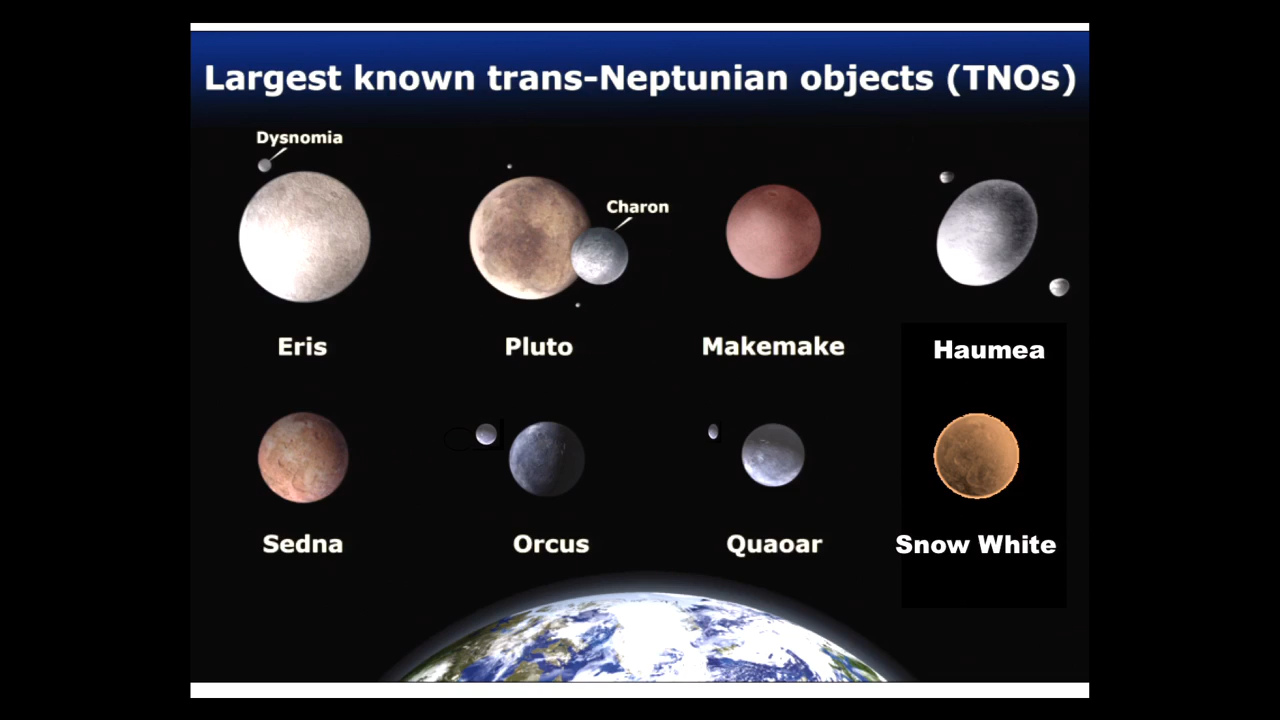 Largest known trans-Neptunian objects (TNOs)
Dysnomia
Charon
Eris
Pluto
Makemake
Haumea
Sedna
Orcus
Quaoar
Snow White